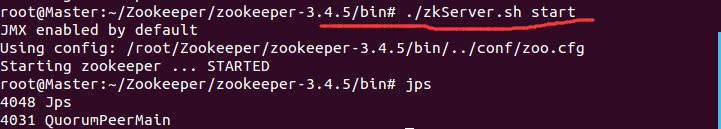 root@Master:~/Zookeeper/zookeeper-3.4.5/bin# ./zkServer.sh start
JMX enabled by default
Using config: /root/Zookeeper/zookeeper-3.4.5/bin/../conf/zoo.cfg
Starting zookeeper ... STARTED
root@Master:~/Zookeeper/zookeeper-3.4.5/bin# jps
4048 Jps
4031 QuorumPeerMain